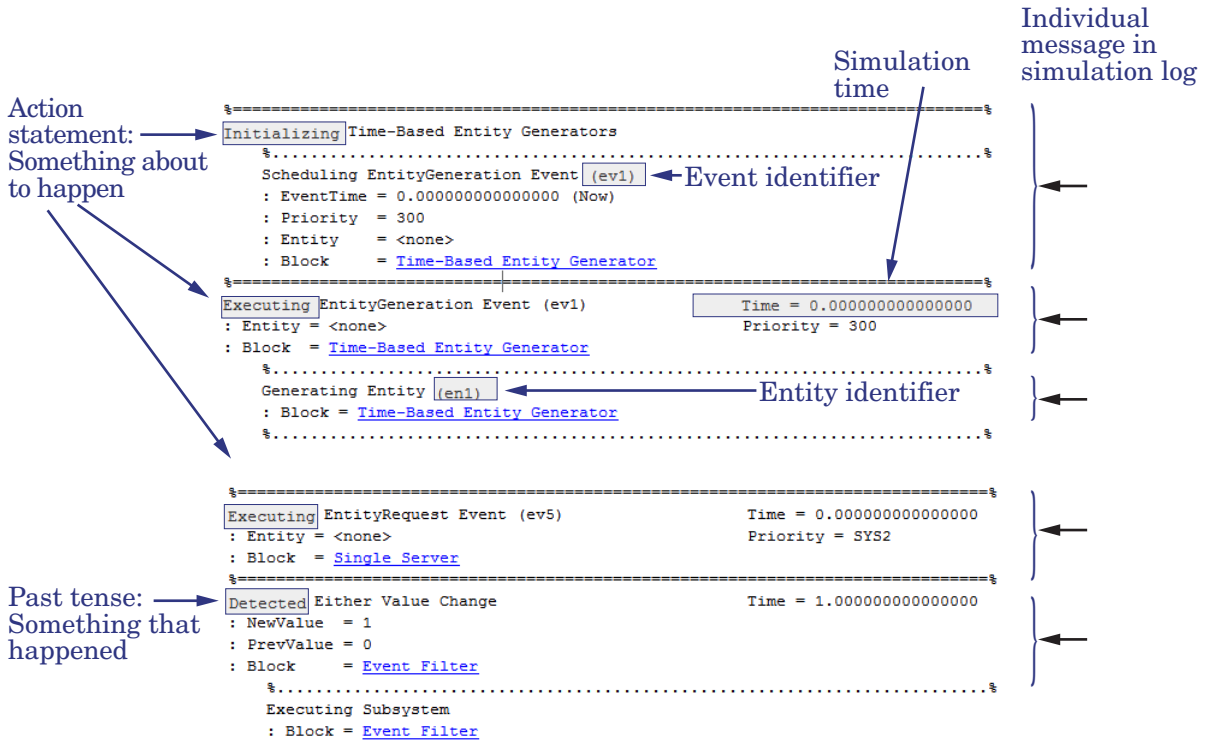 Individual
message in
simulation log
Simulation
time
Action
statement:
Something about
to happen
%==============================================================================%
Initializing Time-Based Entity Generators
%..........................................................................%
Scheduling EntityGeneration Event (ev1)
Event identifier
: EventTime = 0.000000000000000 (Now)
: Priority  = 300
: Entity    = <none>
: Block     = Time-Based Entity Generator
%==============================================================================%
Executing EntityGeneration Event (ev1) Time = 0.000000000000000
: Entity = <none> Priority = 300
: Block  = Time-Based Entity Generator
%..........................................................................%
Generating Entity (en1)
Entity identifier
: Block = Time-Based Entity Generator
%..........................................................................%
%==============================================================================%
Executing EntityRequest Event (ev5) Time = 0.000000000000000
: Entity = <none> Priority = SYS2
: Block  = Single Server
%==============================================================================%
Past tense:
Something that
happened
Detected Either Value Change Time = 1.000000000000000
: NewValue  = 1
: PrevValue = 0
: Block     = Event Filter
%..........................................................................%
Executing Subsystem
: Block = Event Filter